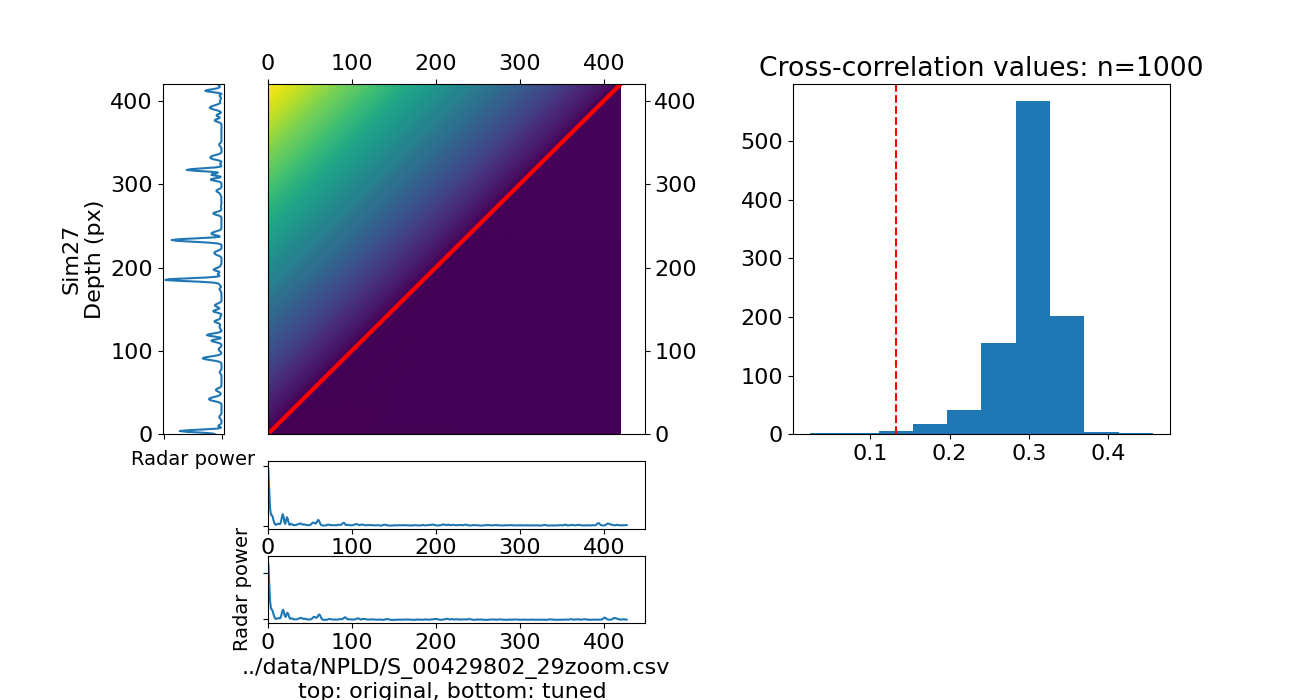 0 100 200 300 400
Cross-correlation values: n=1000
400
300
200
100
0
Sim27
Depth (px)
Radar power
400
300
200
100
0
500
400
300
200
100
0
0.1 0.2 0.3 0.4
0 100 200 300 400
Radar power
0 100 200 300 400
../data/NPLD/S_00429802_29zoom.csv
top: original, bottom: tuned